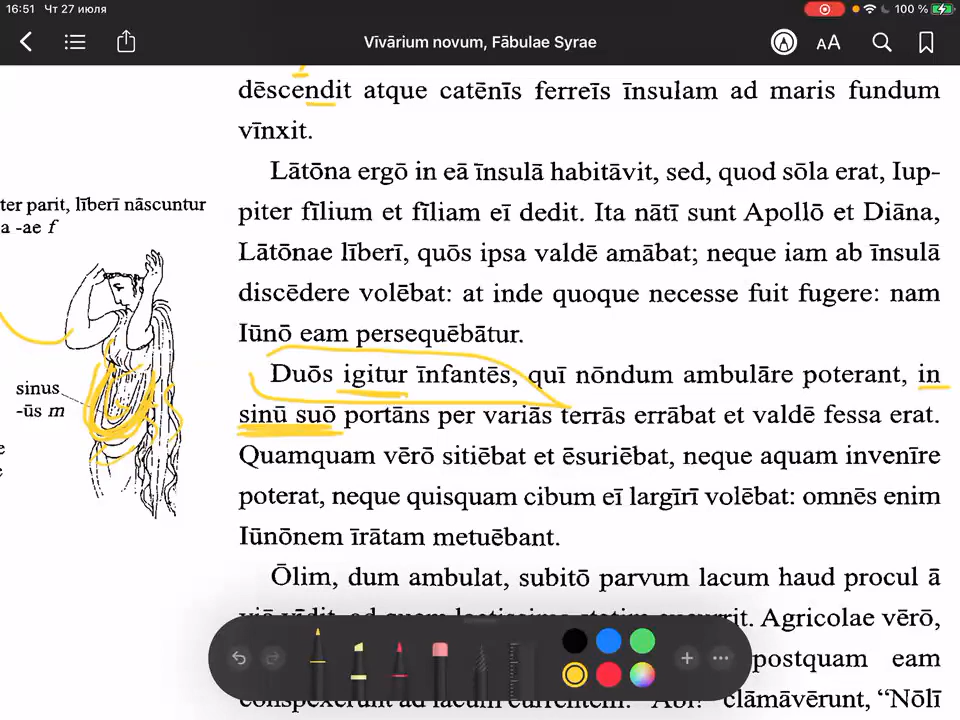 16:51 Чт 27 июля 100 %
Vīvārium novum, Fābulae Syrae
AA
dēscendit atque catēnīs ferreīs īnsulam ad maris fundum
vīnxit.
Lātōna ergō in eā īnsulā habitāvit, sed, quod sōla erat, Iup-
piter fīlium et fīliam eī dedit. Ita nātī sunt Apollō et Diāna,
Lātōnae līberī, quōs ipsa valdē amābat; neque iam ab īnsulā
discēdere volēbat: at inde quoque necesse fuit fugere: nam
Iūnō eam persequēbātur.
Duōs igitur īnfantēs, quī nōndum ambulāre poterant, in
sinū suō portāns per variās terrās errābat et valdē fessa erat.
Quamquam vērō sitiēbat et ēsuriēbat, neque aquam invenīre
poterat, neque quisquam cibum eī largīrī volēbat: omnēs enim
Iūnōnem īrātam metuēbant.
Ōlim, dum ambulat, subitō parvum lacum haud procul ā
Agricolae vērō,
postquam eam
clāmāvērunt, “Nōlī
ter parit, līberī nāscuntur
a -ae f
sinus
-ūs m